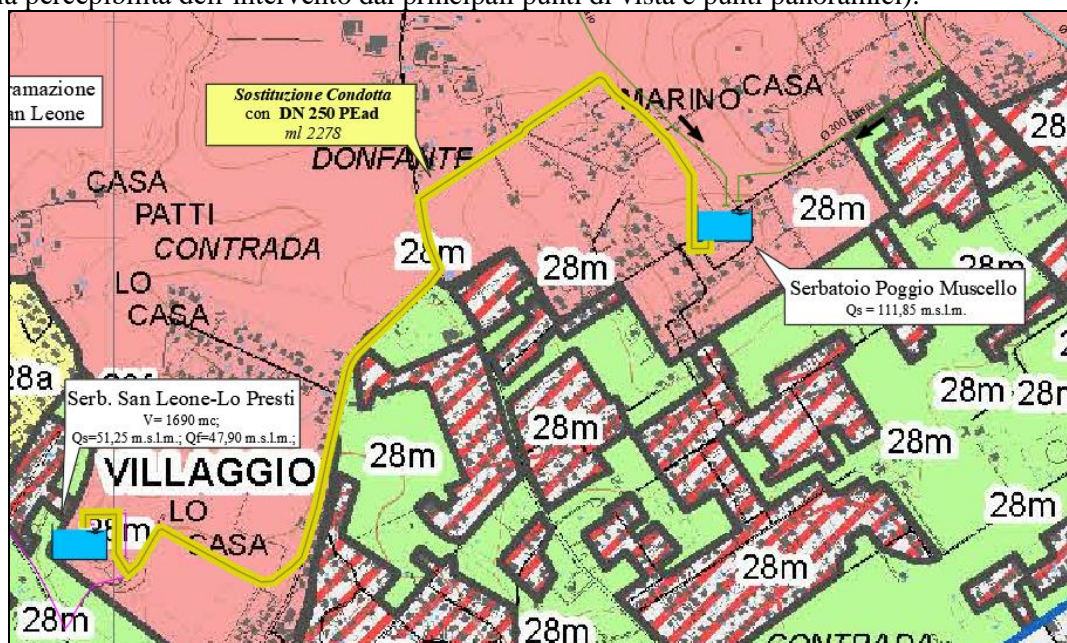 la percepibilità dell'intervento dai principali punti di vista e punti panoramici).
ramazione
an Leone
Sostituzione Condotta
con DN 250 PEad
ml 2278
MARINO
CASA
Ø300
28
DONFANTE
CASA
PATTI
CONTRADA
28m
28m
28m
28m
LO
CASA
Serbatoio Poggio Muscello
Qs = 111,85 m.s.l.m.
28a
Serb. San Leone-Lo Presti
V= 1690 mc;
Qs=51,25 m.s.l.m.; Qf=47,90 m.s.l.m.;
28m
28m
28m
28m
VILLAGGIO
28m
LO
CASA
28m
28m
28m
28m
CONTRADA